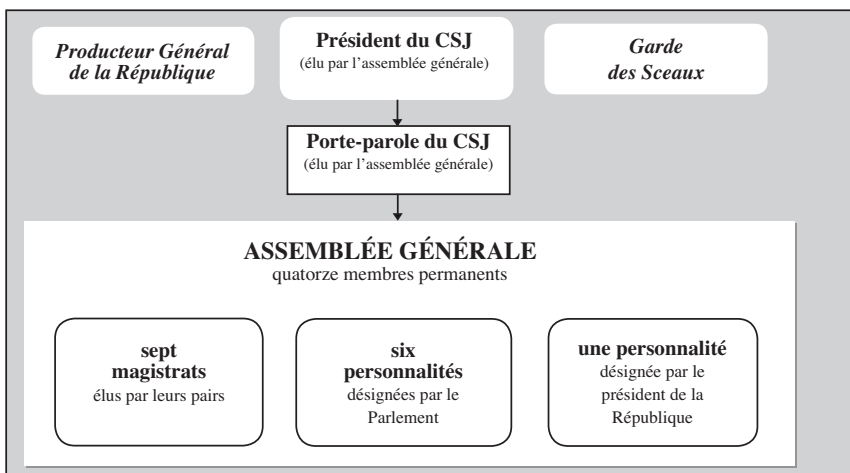 Producteur Général
de la République
Président du CSJ
(élu par l'assemblée générale)
Garde
des Sceaux
Porte-parole du CSJ
(élu par l'assemblée générale)
ASSEMBLÉE GÉNÉRALE
quatorze membres permanents
sept
magistrats
élus par leurs pairs
six
personnalités
désignées par le
Parlement
une personnalité
désignée par le
président de la
République